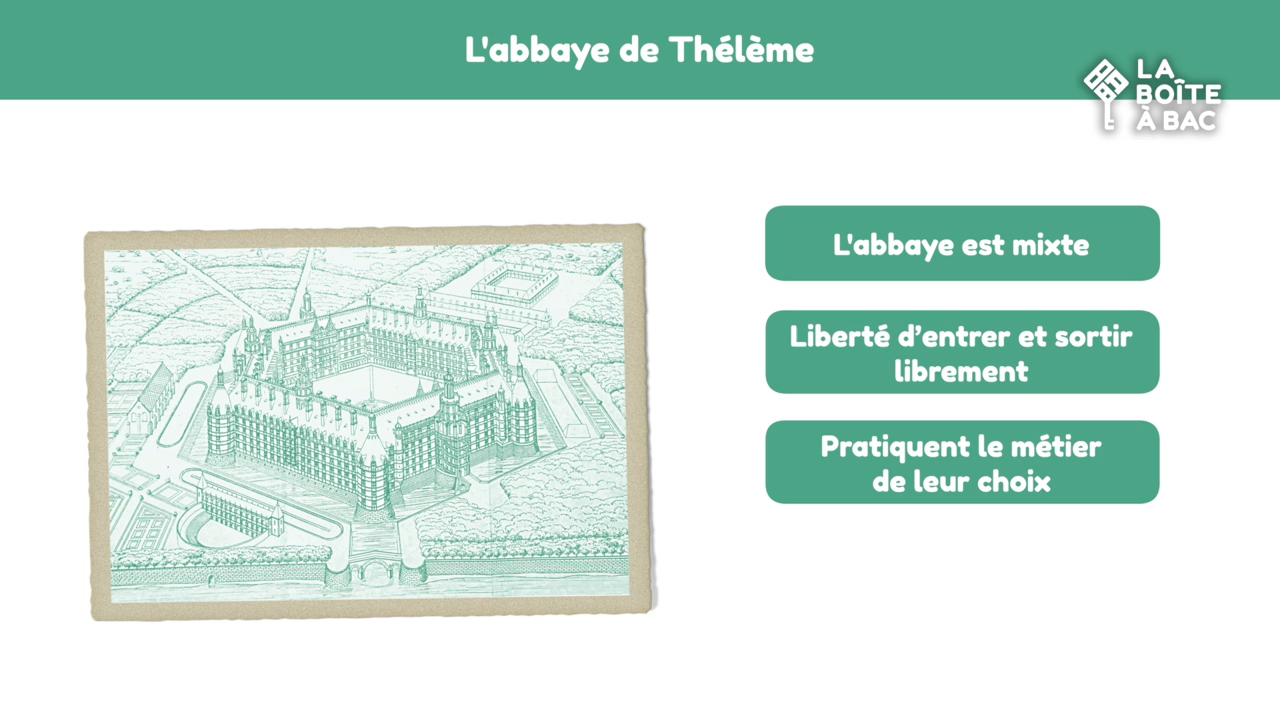 L'abbaye de Thélème
LA
BOÎTE
À BAC
L'abbaye est mixte
Liberté d’entrer et sortir
librement
Pratiquent le métier
de leur choix